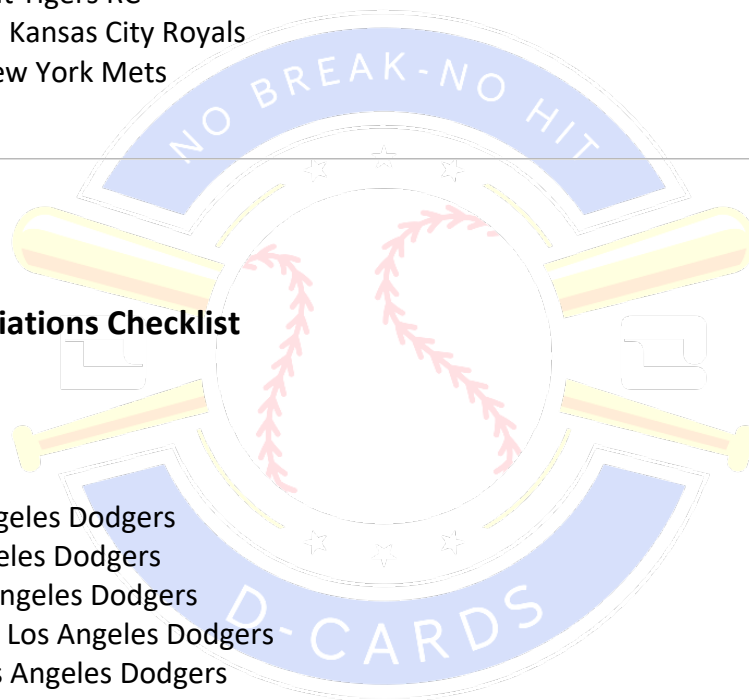 Kansas City Royals
ew York Mets
NO BREAK-NO HIT
iations Checklist
geles Dodgers
eles Dodgers
ngeles Dodgers
Los Angeles Dodgers
s Angeles Dodgers
D-CARDS